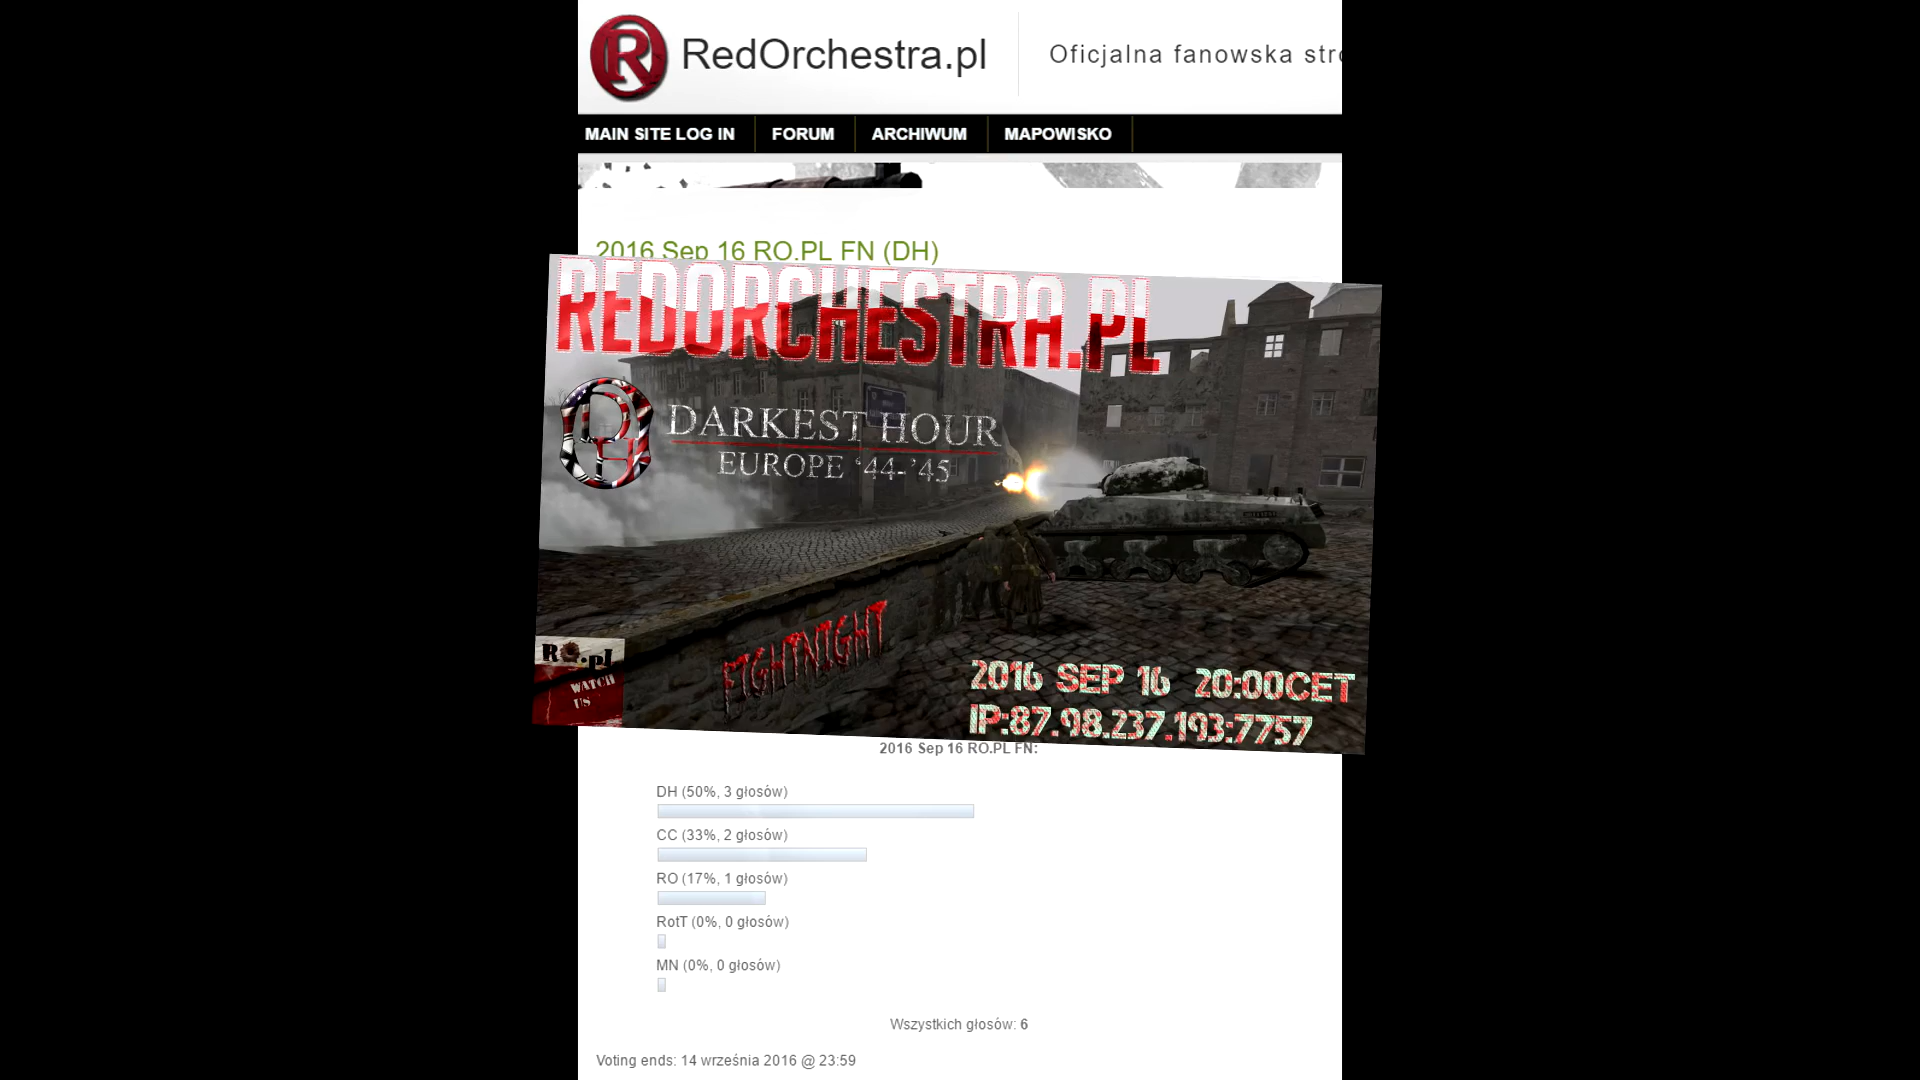 RedOrchestra.pl
Oficjalna fanowska
MAIN SITE LOG IN
FORUM
ARCHIWUM
MAPOWISKO
2016 Sep 16 RO.PL FN (DH)
REDORCHESTRA.PL
DARKEST HOUR
EUROPE '44-'45
FIGHTNIGHT
RO.pl
WATCH
US
2016 SEP 16 20:00CET
IP:87.98.237.193:7757
2016 Sep 16 RO.PL FN:
DH (50%, 3 głosów)
CC (33%, 2 głosów)
RO (17%, 1 głosów)
RotT (0%, 0 głosów)
MN (0%, 0 głosów)
Wszystkich głosów: 6
Voting ends: 14 września 2016 @ 23:59